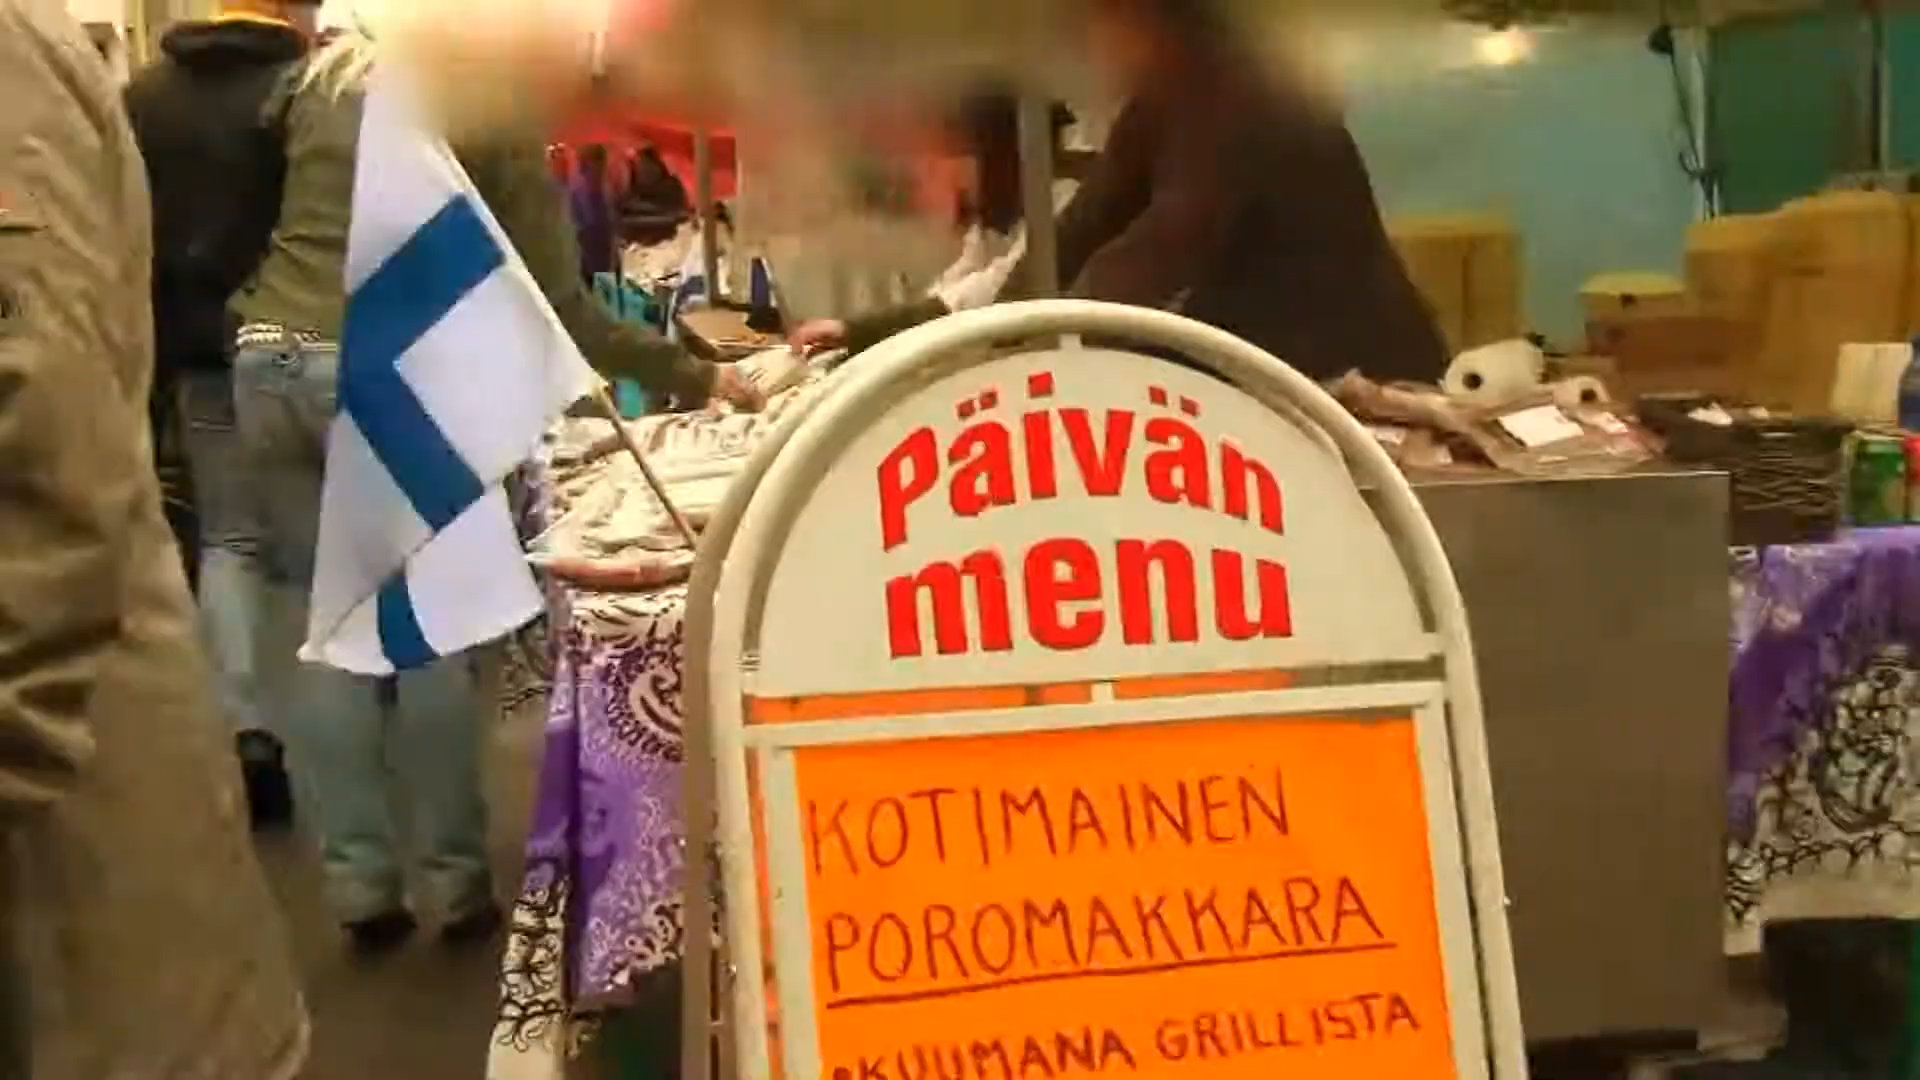 Päivän
menu
KOTIMAINEN
POROMAKKARA
•KUUMANA GRILLISTA